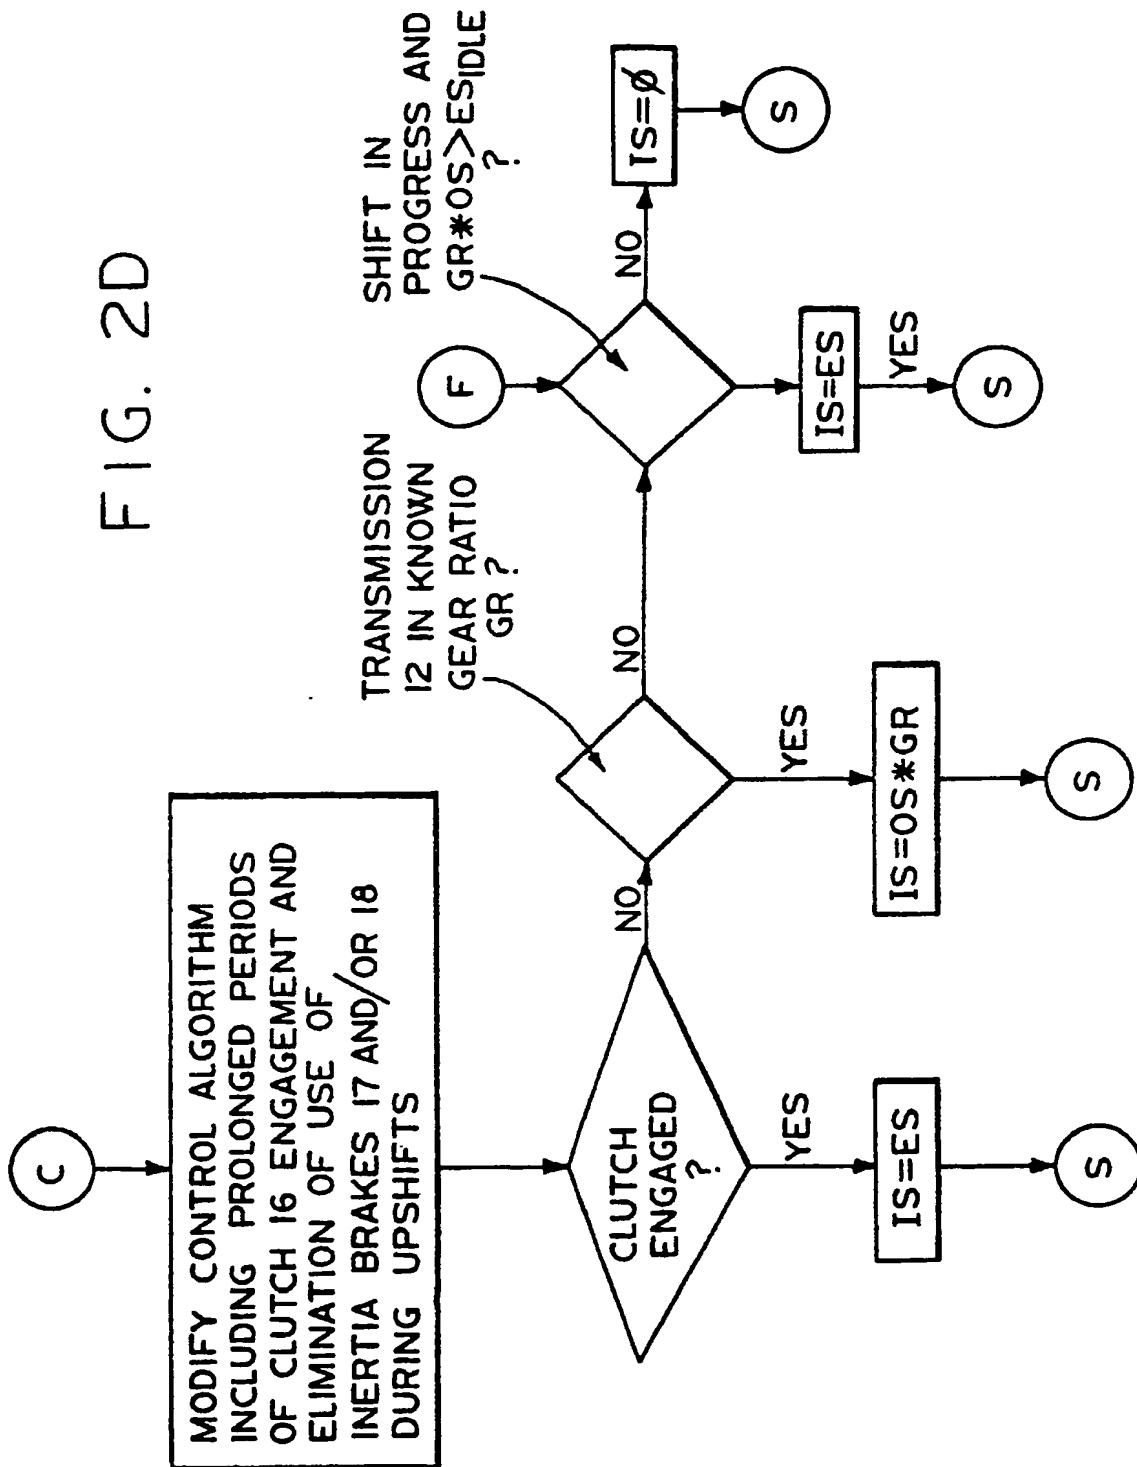 FIG. 2D
C
MODIFY CONTROL ALGORITHM
INCLUDING PROLONGED PERIODS
OF CLUTCH 16 ENGAGEMENT AND
ELIMINATION OF USE OF
INERTIA BRAKES 17 AND/OR 18
DURING UPSHIFTS
CLUTCH
ENGAGED
?
YES
IS=ES
S
NO
TRANSMISSION
12 IN KNOWN
GEAR RATIO
GR ?
YES
IS=OS*GR
S
NO
F
SHIFT IN
PROGRESS AND
GR*OS>ESIDLE
?
IS=ES
YES
S
NO
IS=Ø
S